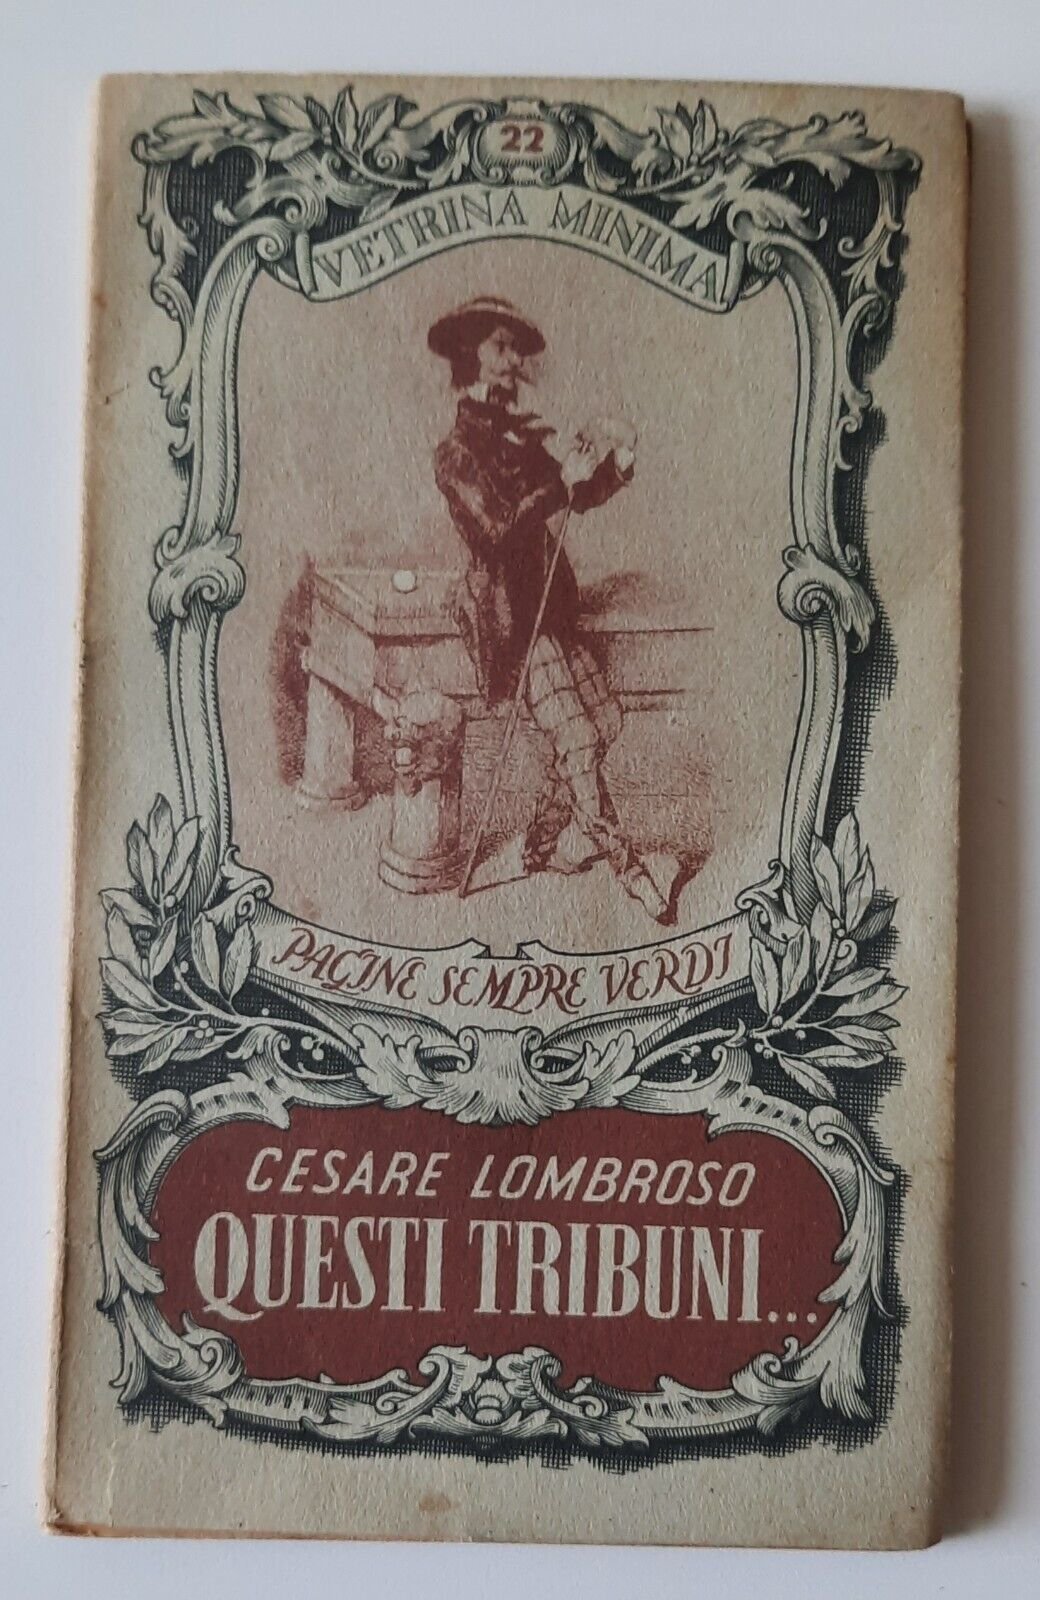 22
VETRINA MINIMA
PAGINE SEMPRE VERDI
CESARE LOMBROSO
QUESTI TRIBUNI...